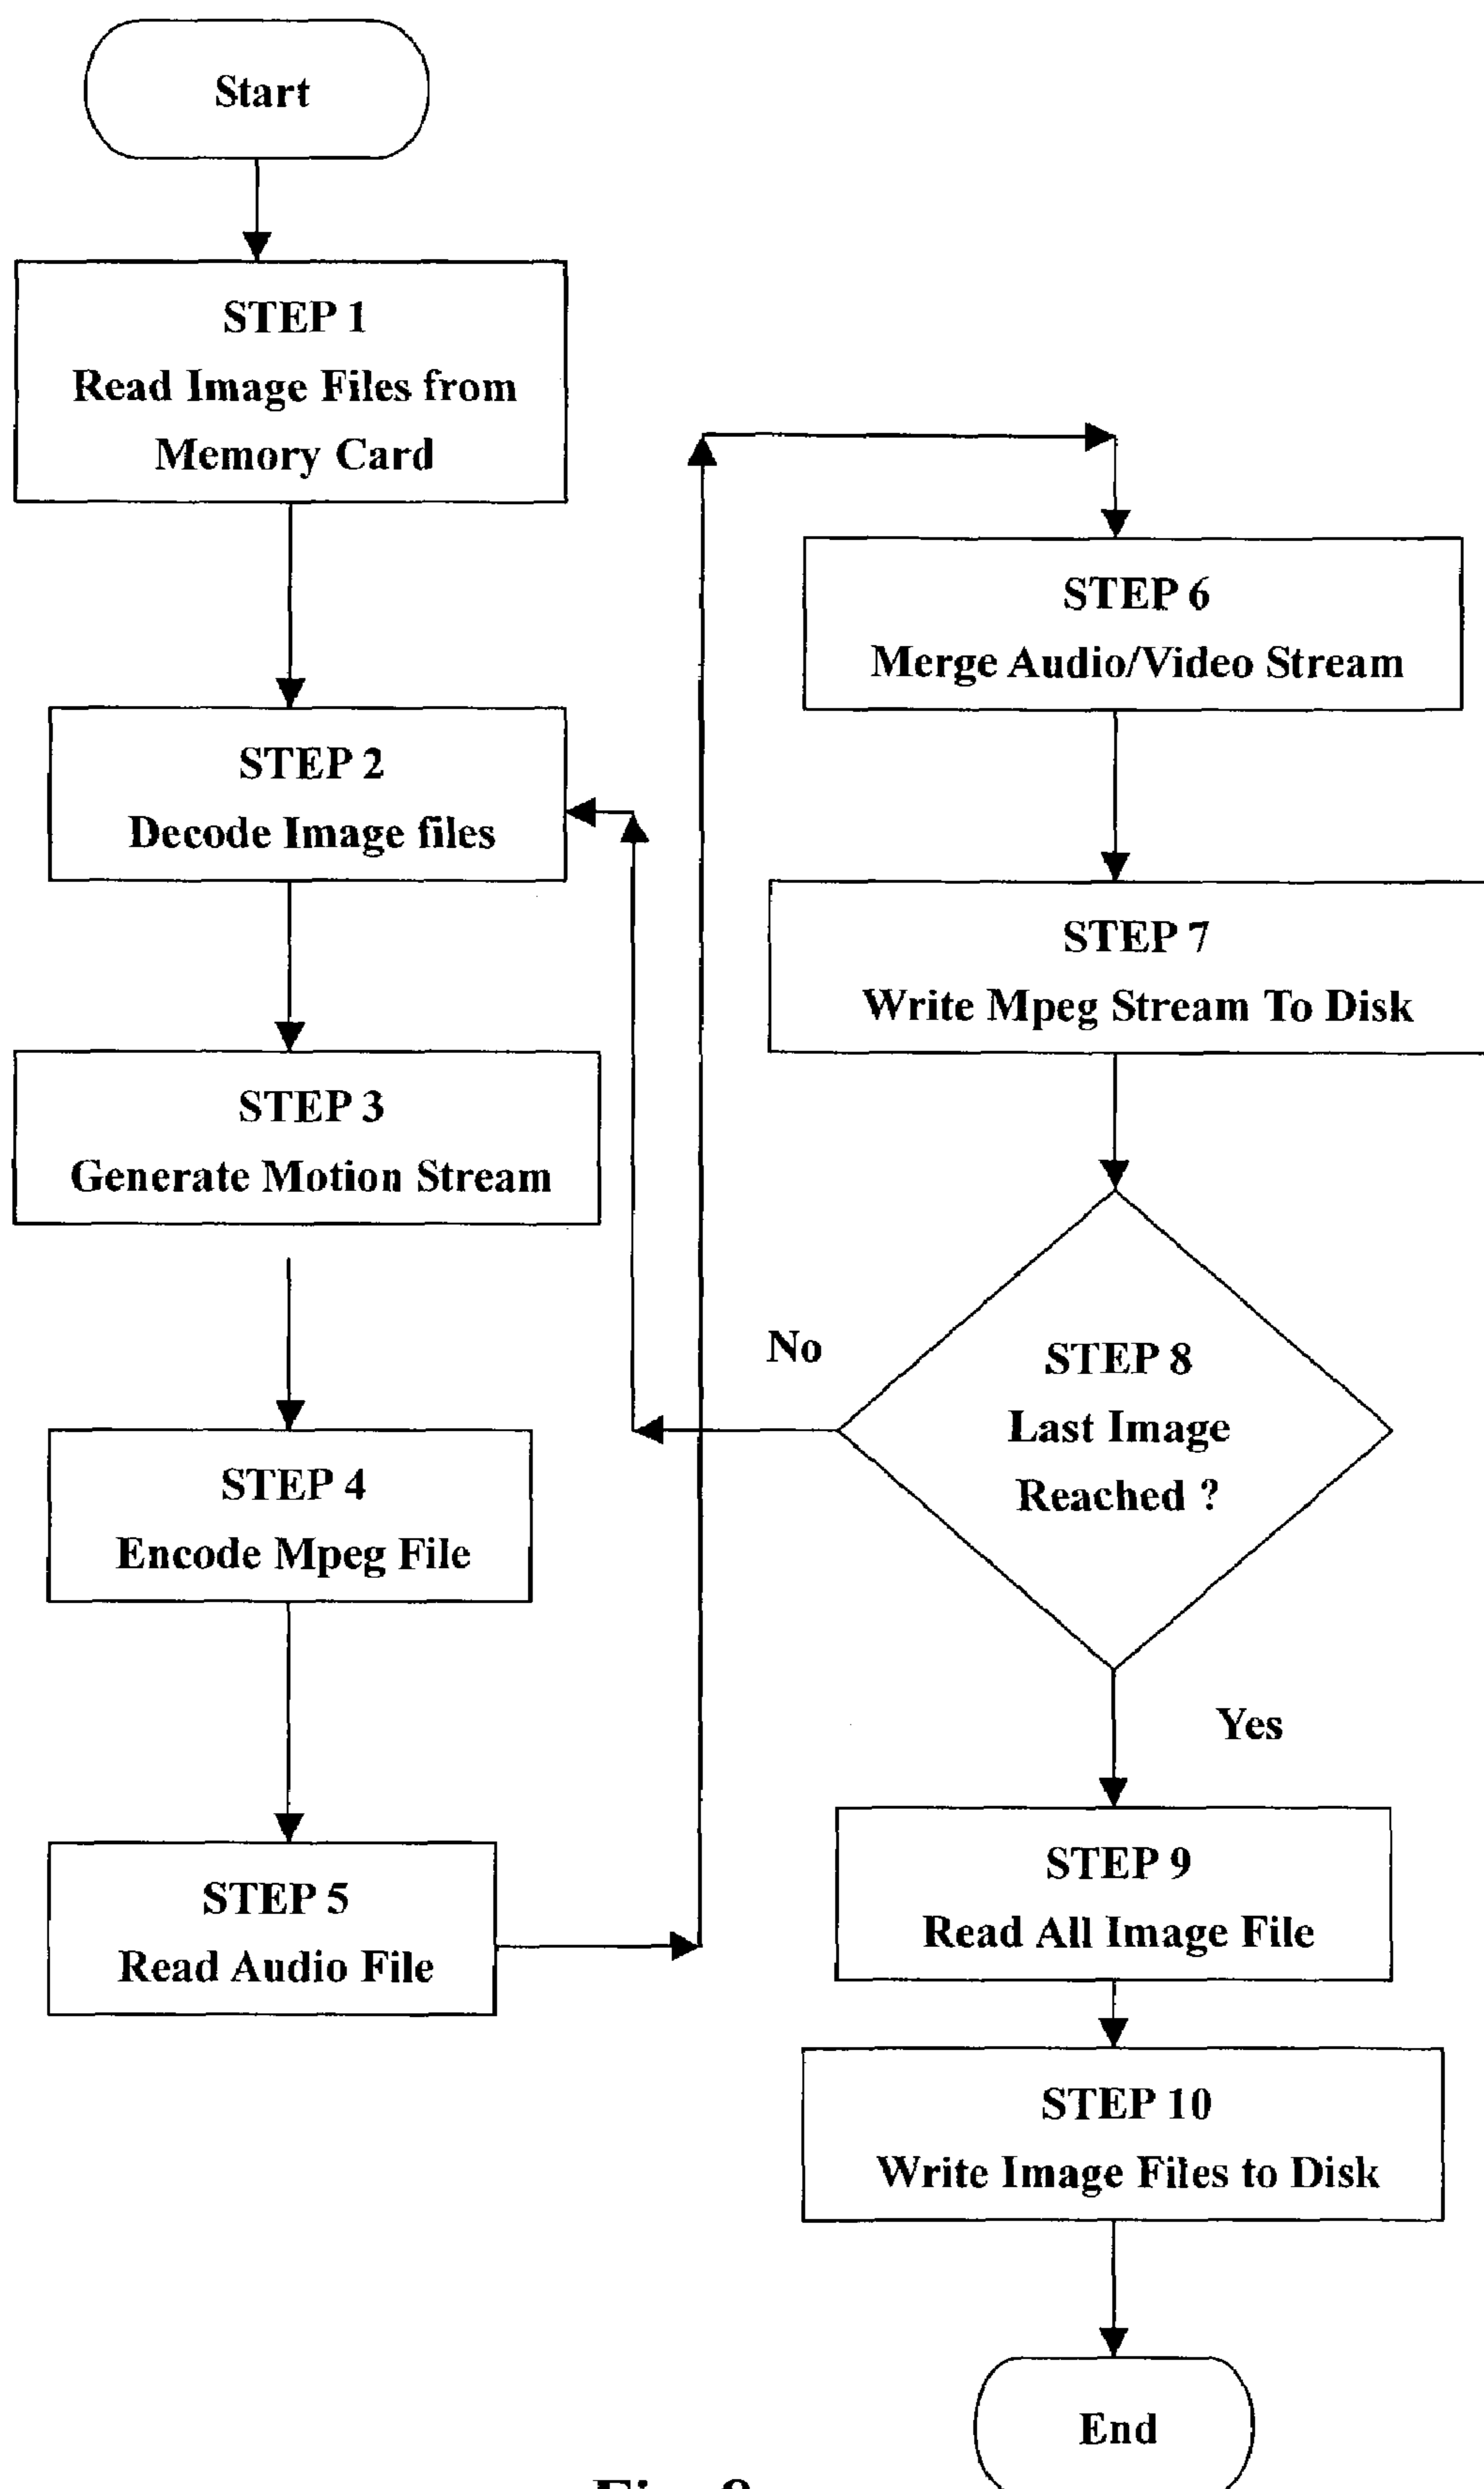 Start
STEP 1
Read Image Files from
Memory Card
STEP 2
Decode Image files
STEP 3
Generate Motion Stream
STEP 4
Encode Mpeg File
STEP 5
Read Audio File
STEP 6
Merge Audio/Video Stream
STEP 7
Write Mpeg Stream To Disk
No
STEP 8
Last Image
Reached ?
Yes
STEP 9
Read All Image File
STEP 10
Write Image Files to Disk
End